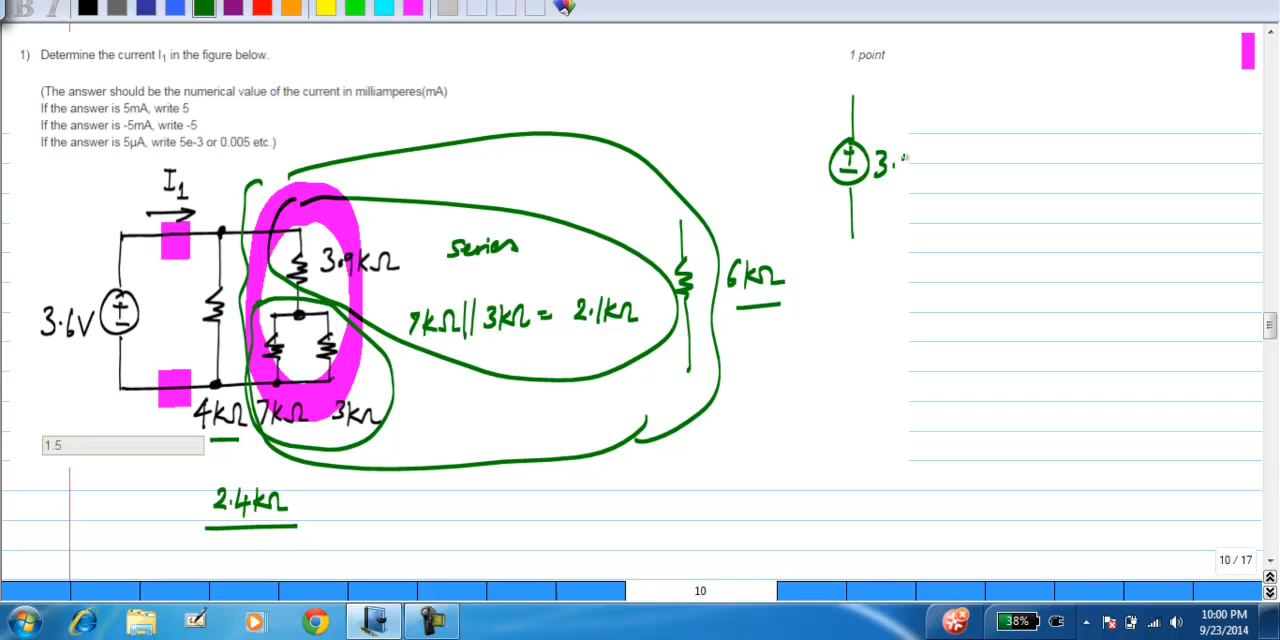 B I
1) Determine the current I1 in the figure below.
1 point
(The answer should be the numerical value of the current in milliamperes(mA)
If the answer is 5mA, write 5
If the answer is -5mA, write -5
If the answer is 5µA, write 5e-3 or 0.005 etc.)
I1
3.
3.9kΩ
series
6kΩ
3.6V
7kΩ || 3kΩ = 2.1kΩ
4kΩ 7kΩ 3kΩ
1.5
2.4kΩ
10 / 17
10
38%
10:00 PM
9/23/2014